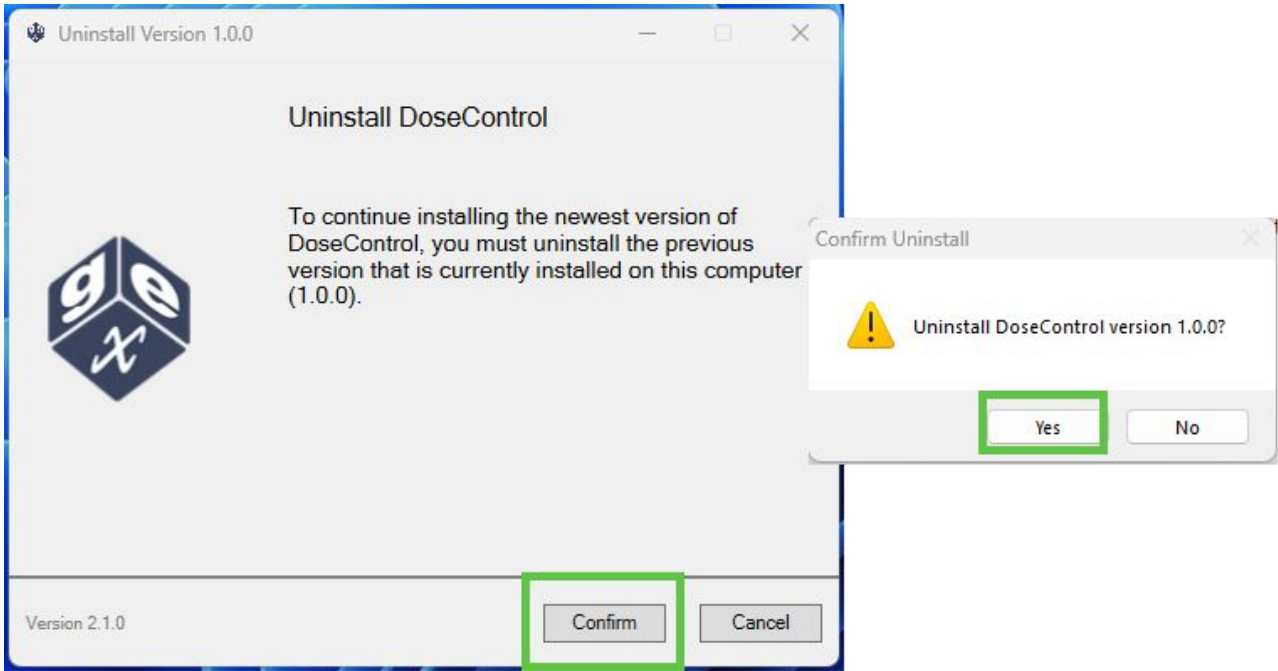 Uninstall Version 1.0.0
Uninstall DoseControl
To continue installing the newest version of
DoseControl, you must uninstall the previous
version that is currently installed on this computer
(1.0.0).
g e
x
Version 2.1.0
Confirm
Cancel
Confirm Uninstall
Uninstall DoseControl version 1.0.0?
Yes
No